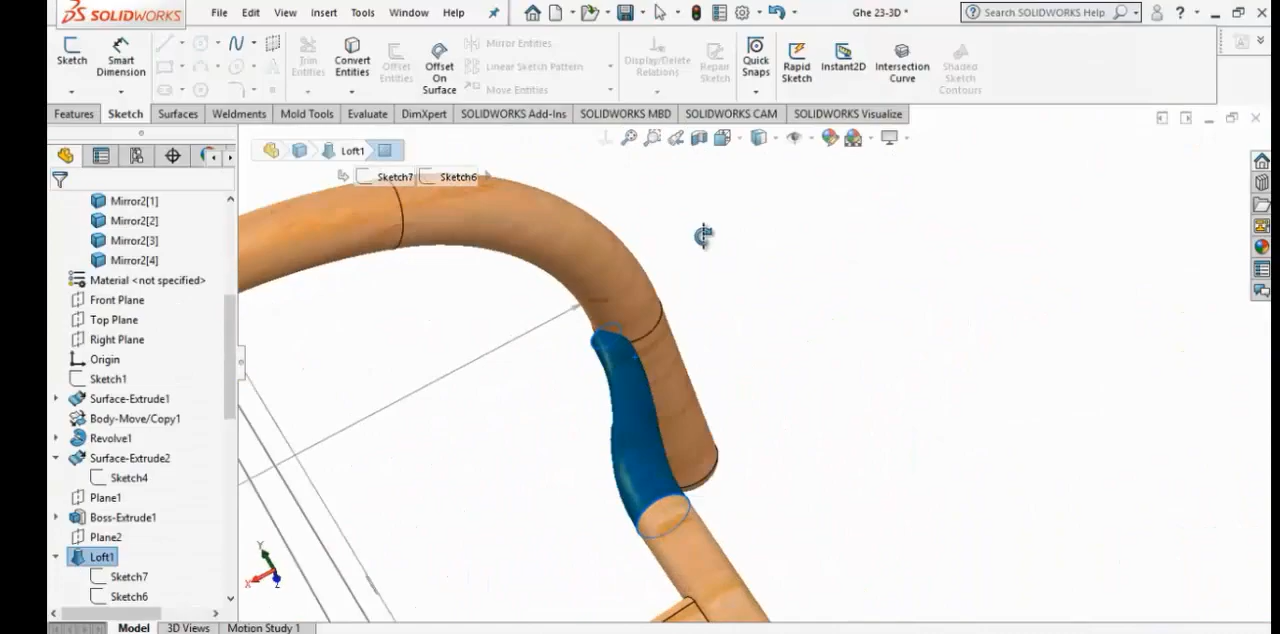 SOLIDWORKS File Edit View Insert Tools Window Help Ghe 23-3D * Search SOLIDWORKS Help ?
Sketch Smart Dimension Trim Entities Convert Entities Offset Entities Offset On Surface Mirror Entities Linear Sketch Pattern Move Entities Display/Delete Relations Repair Sketch Quick Snaps Rapid Sketch Instant2D Intersection Curve Shaded Sketch Contours
Features Sketch Surfaces Weldments Mold Tools Evaluate DimXpert SOLIDWORKS Add-Ins SOLIDWORKS MBD SOLIDWORKS CAM SOLIDWORKS Visualize
Loft1
Sketch7 Sketch6
Mirror2[1]
Mirror2[2]
Mirror2[3]
Mirror2[4]
Material <not specified>
Front Plane
Top Plane
Right Plane
Origin
Sketch1
Surface-Extrude1
Body-Move/Copy1
Revolve1
Surface-Extrude2
Sketch4
Plane1
Boss-Extrude1
Plane2
Loft1
Sketch7
Sketch6
Y
X
Z
Model 3D Views Motion Study 1